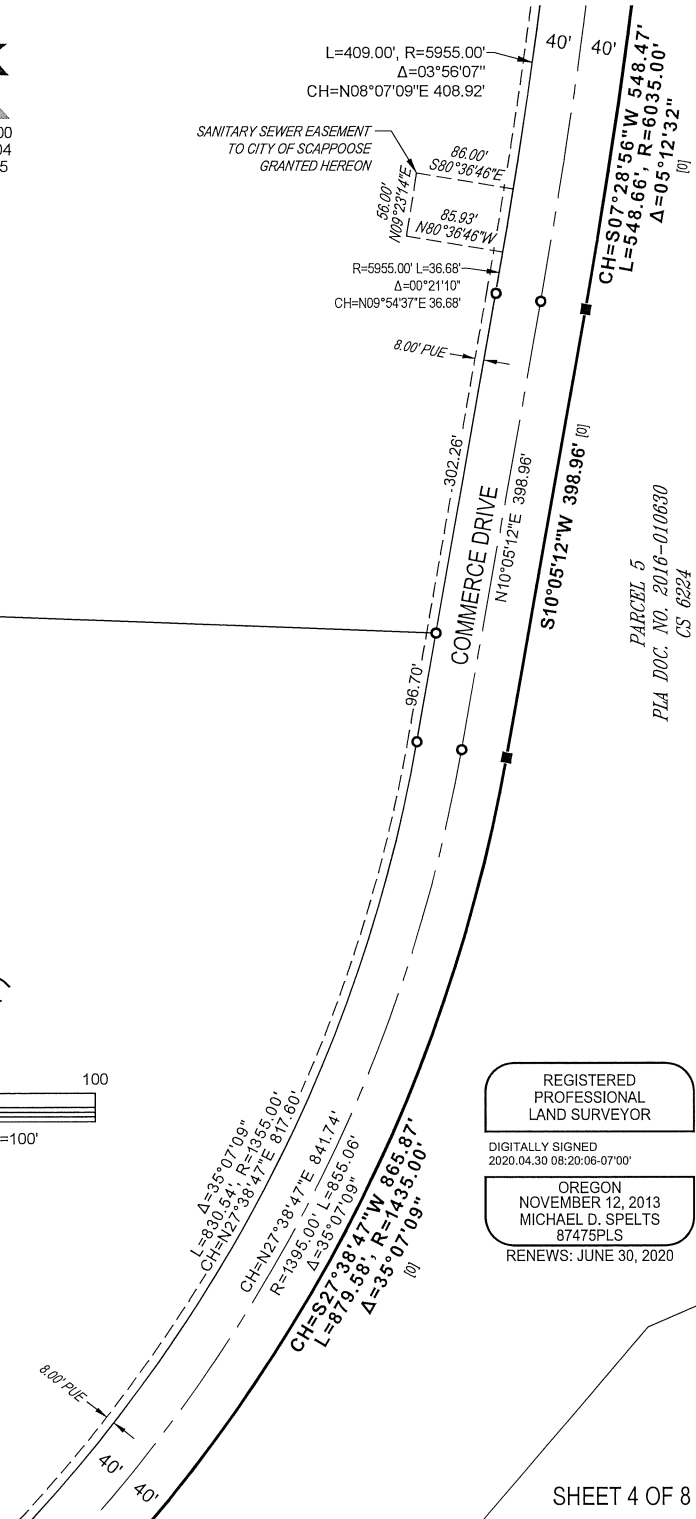 40'
40'
L=409.00', R=5955.00'
Δ=03°56'07"
CH=N08°07'09"E 408.92'
CH=S07°28'56"W 548.47'
L=548.66', R=6035.00'
Δ=05°12'32"
[0]
00
04
5
SANITARY SEWER EASEMENT
TO CITY OF SCAPPOOSE
GRANTED HEREON
86.00'
S80°36'46"E
56.00'
N09°23'14"E
85.93'
N80°36'46"W
R=5955.00' L=36.68'
Δ=00°21'10"
CH=N09°54'37"E 36.68'
8.00' PUE
302.26'
COMMERCE DRIVE
N10°05'12"E 398.96'
S10°05'12"W 398.96' [0]
PARCEL 5
PLA DOC. NO. 2016-010630
CS 6224
96.70'
100
=100'
Δ=35°07'09"
L=830.54', R=1355.00'
CH=N27°38'47"E 817.60'
CH=N27°38'47"E 841.74'
R=1395.00' L=855.06'
Δ=35°07'09"
CH=S27°38'47"W 865.87'
L=879.58', R=1435.00'
Δ=35°07'09"
[0]
REGISTERED
PROFESSIONAL
LAND SURVEYOR
DIGITALLY SIGNED
2020.04.30 08:20:06-07'00'
OREGON
NOVEMBER 12, 2013
MICHAEL D. SPELTS
87475PLS
RENEWS: JUNE 30, 2020
8.00' PUE
40'
40'
SHEET 4 OF 8